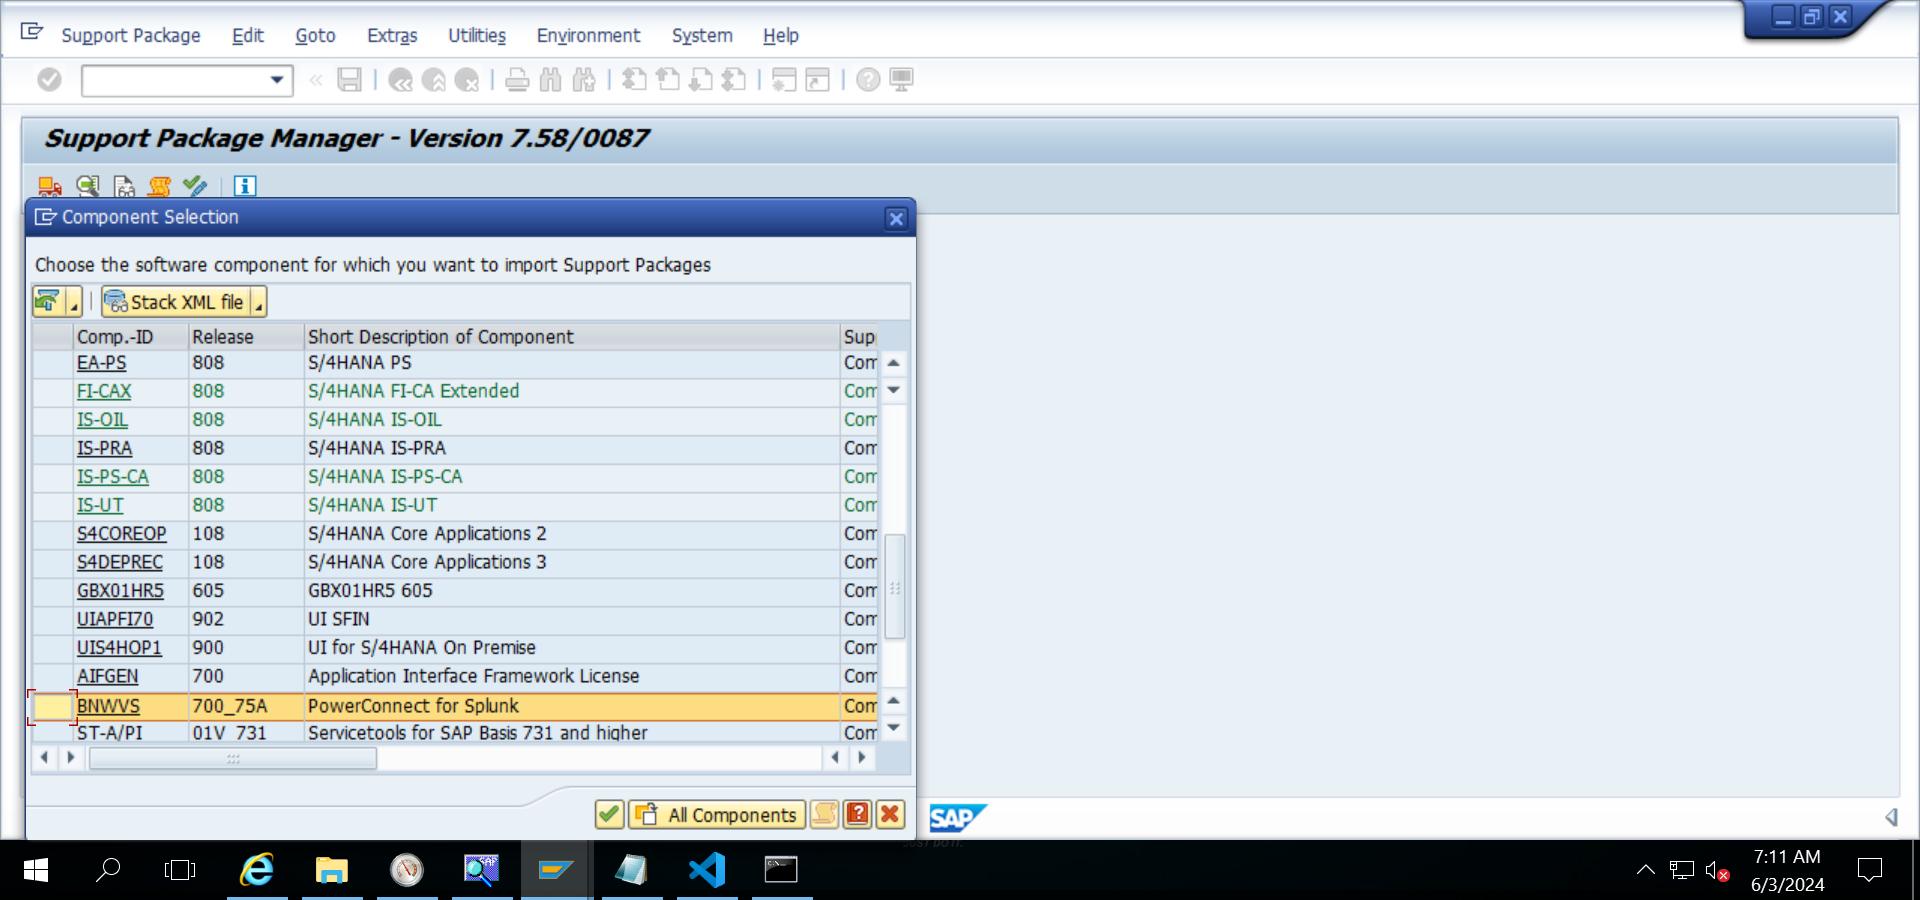 Support Package Edit Goto Extras Utilities Environment System Help
Support Package Manager - Version 7.58/0087
Component Selection
Choose the software component for which you want to import Support Packages
Stack XML file
Comp.-ID Release Short Description of Component Sup
EA-PS 808 S/4HANA PS Com
FI-CAX 808 S/4HANA FI-CA Extended Com
IS-OIL 808 S/4HANA IS-OIL Com
IS-PRA 808 S/4HANA IS-PRA Com
IS-PS-CA 808 S/4HANA IS-PS-CA Com
IS-UT 808 S/4HANA IS-UT Com
S4COREOP 108 S/4HANA Core Applications 2 Com
S4DEPREC 108 S/4HANA Core Applications 3 Com
GBX01HR5 605 GBX01HR5 605 Com
UIAPFI70 902 UI SFIN Com
UIS4HOP1 900 UI for S/4HANA On Premise Com
AIFGEN 700 Application Interface Framework License Com
BNWVS 700_75A PowerConnect for Splunk Com
ST-A/PI 01V_731 Servicetools for SAP Basis 731 and higher Com
All Components
SAP
7:11 AM
6/3/2024